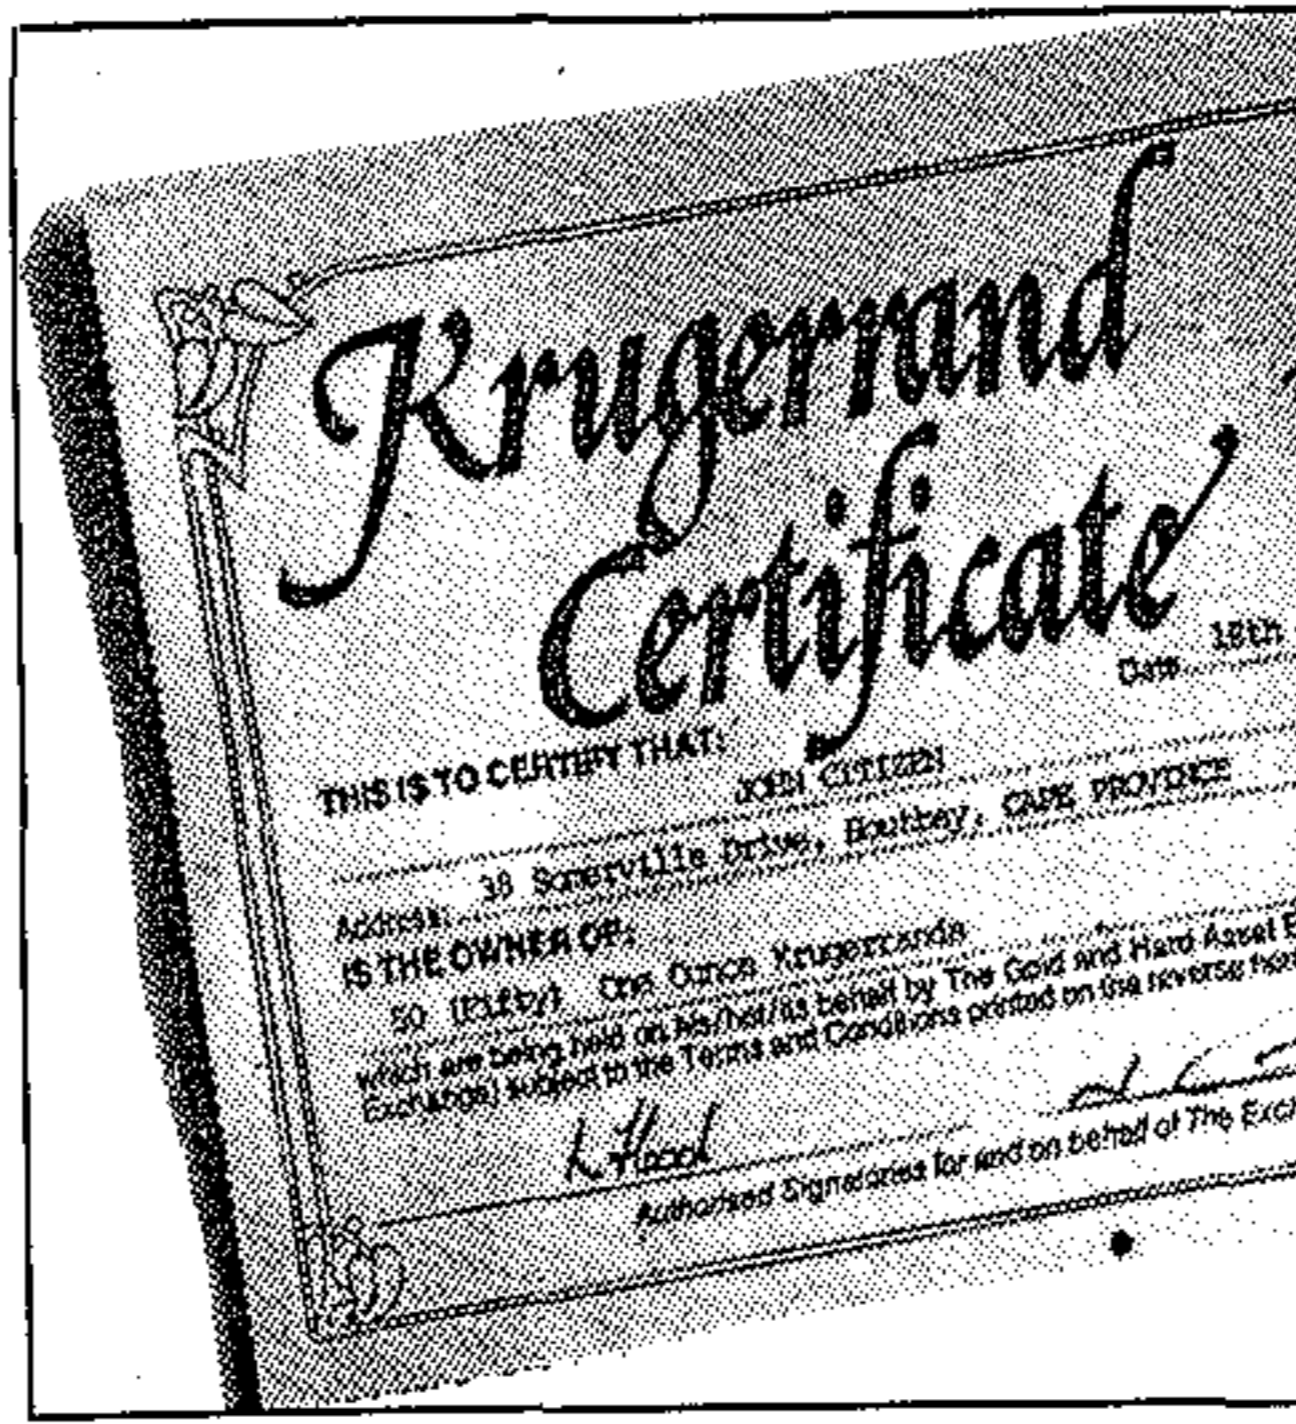 Krugerrand
Certificate
Date 18th
THIS IS TO CERTIFY THAT:
JOHN CITIZEN
Address: 38 Somerville Drive, Houtbay, CAPE PROVINCE
IS THE OWNER OF:
50 (Fifty) One Ounce Krugerrands
which are being held on his/her/its behalf by The Gold and Hard Asset E
Exchange) subject to the Terms and Conditions printed on the reverse her
Authorised Signatories for and on behalf of The Exch